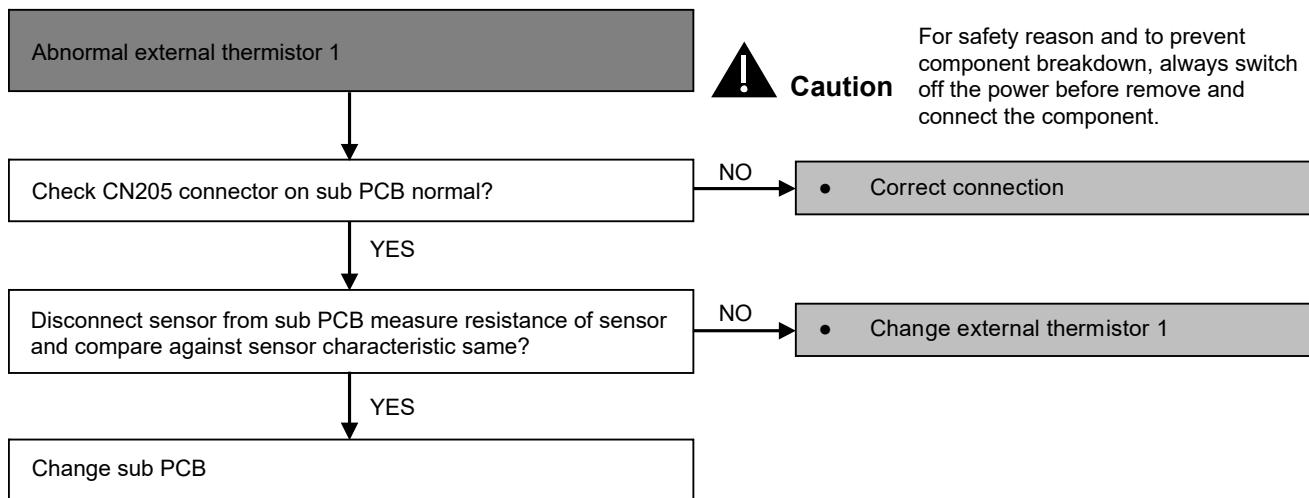 Abnormal external thermistor 1
Caution
For safety reason and to prevent
component breakdown, always switch
off the power before remove and
connect the component.
Check CN205 connector on sub PCB normal?
NO
● Correct connection
YES
Disconnect sensor from sub PCB measure resistance of sensor
and compare against sensor characteristic same?
NO
● Change external thermistor 1
YES
Change sub PCB